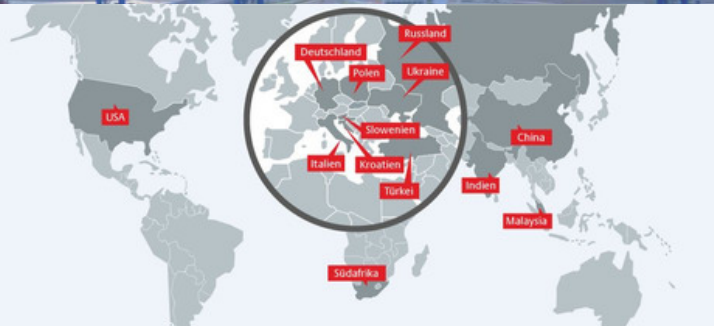 Russland
Deutschland
Polen
Ukraine
USA
Slowenien
China
Italien
Kroatien
Türkei
Indien
Malaysia
Südafrika